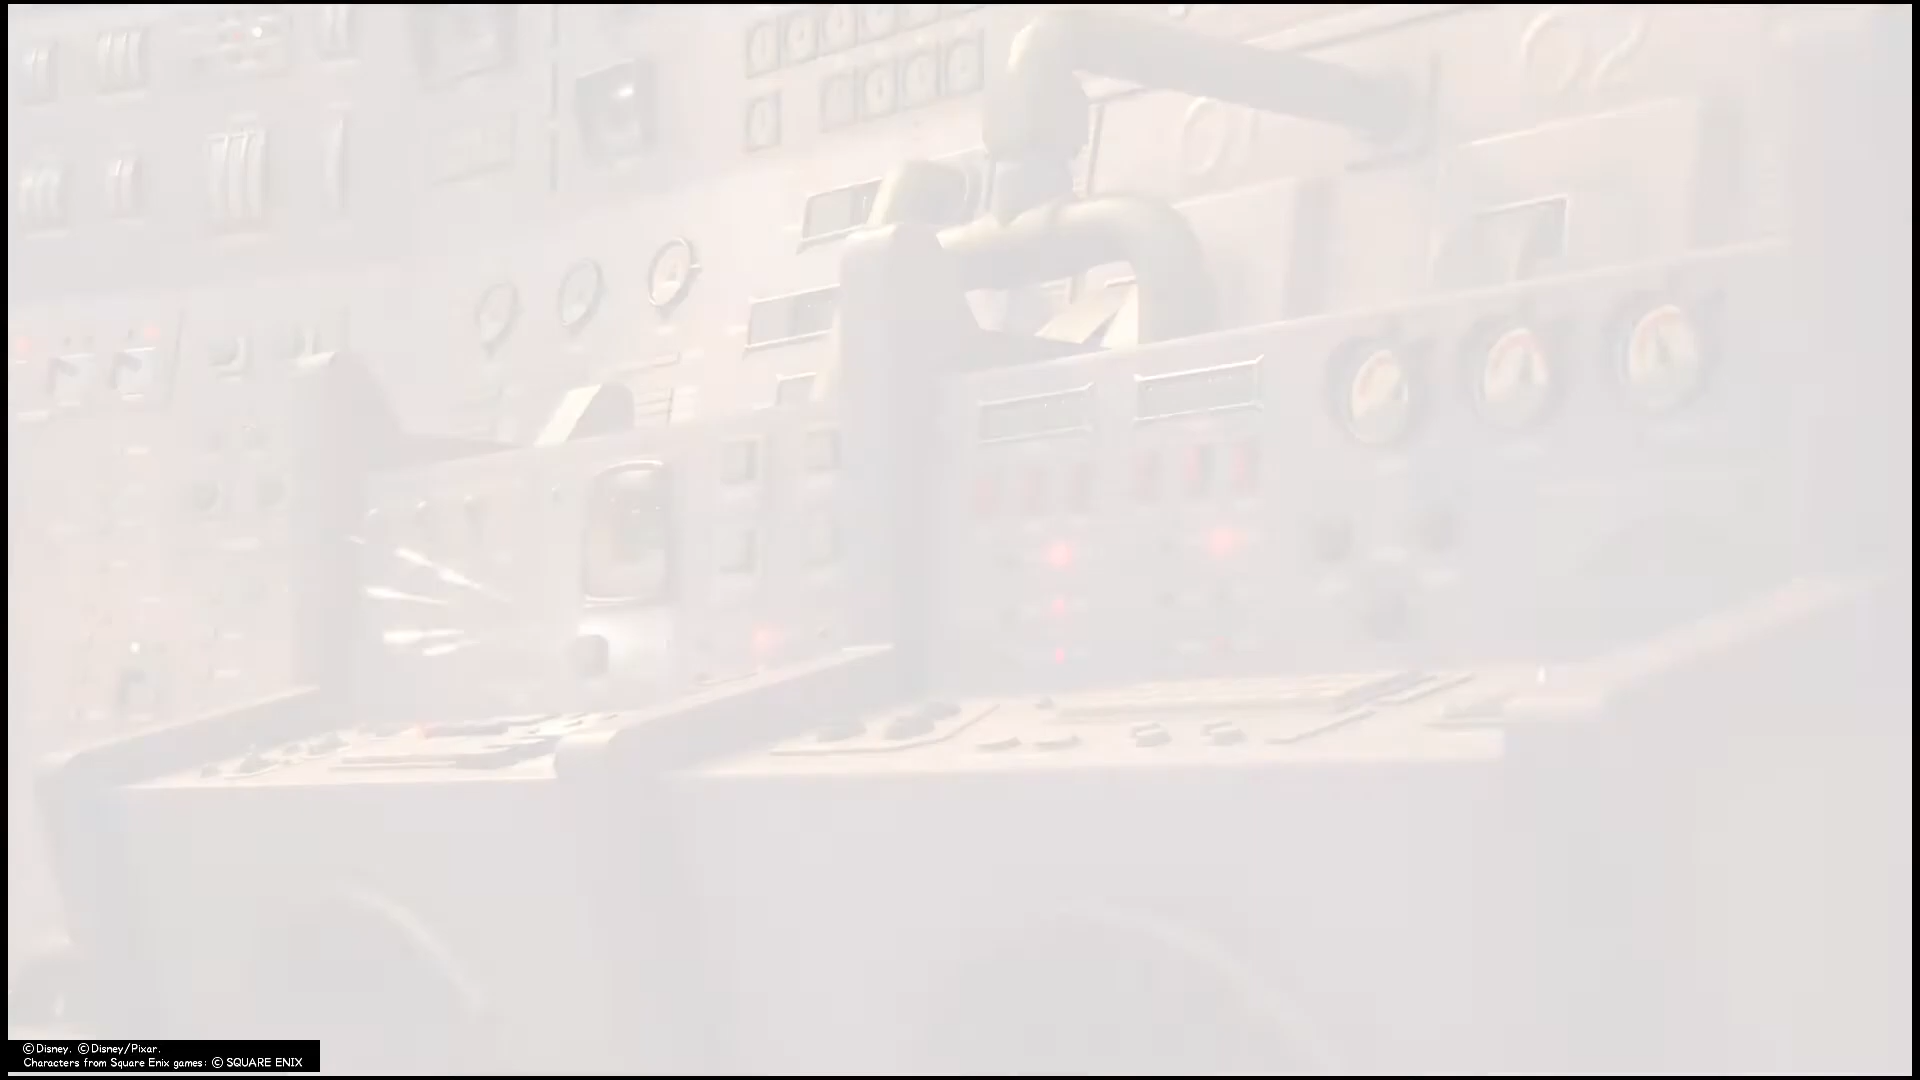 ©Disney. ©Disney/Pixar.
Characters from Square Enix games: © SQUARE ENIX